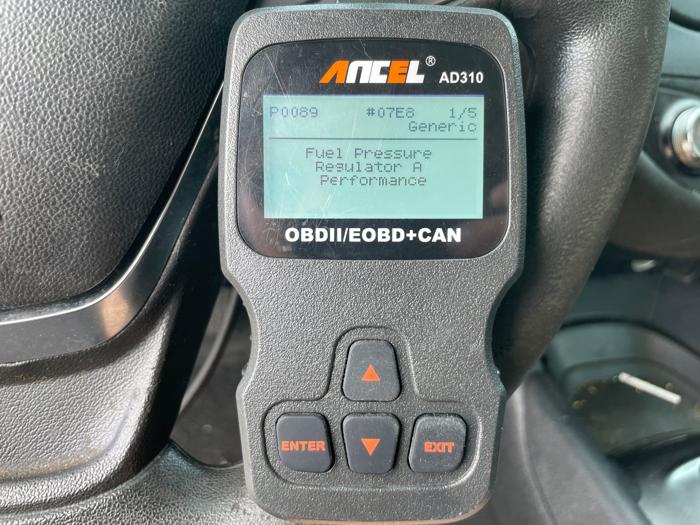 ANCEL® AD310
P0089 #07E8 1/5
Generic
Fuel Pressure
Regulator A
Performance
OBDII/EOBD+CAN
ENTER EXIT